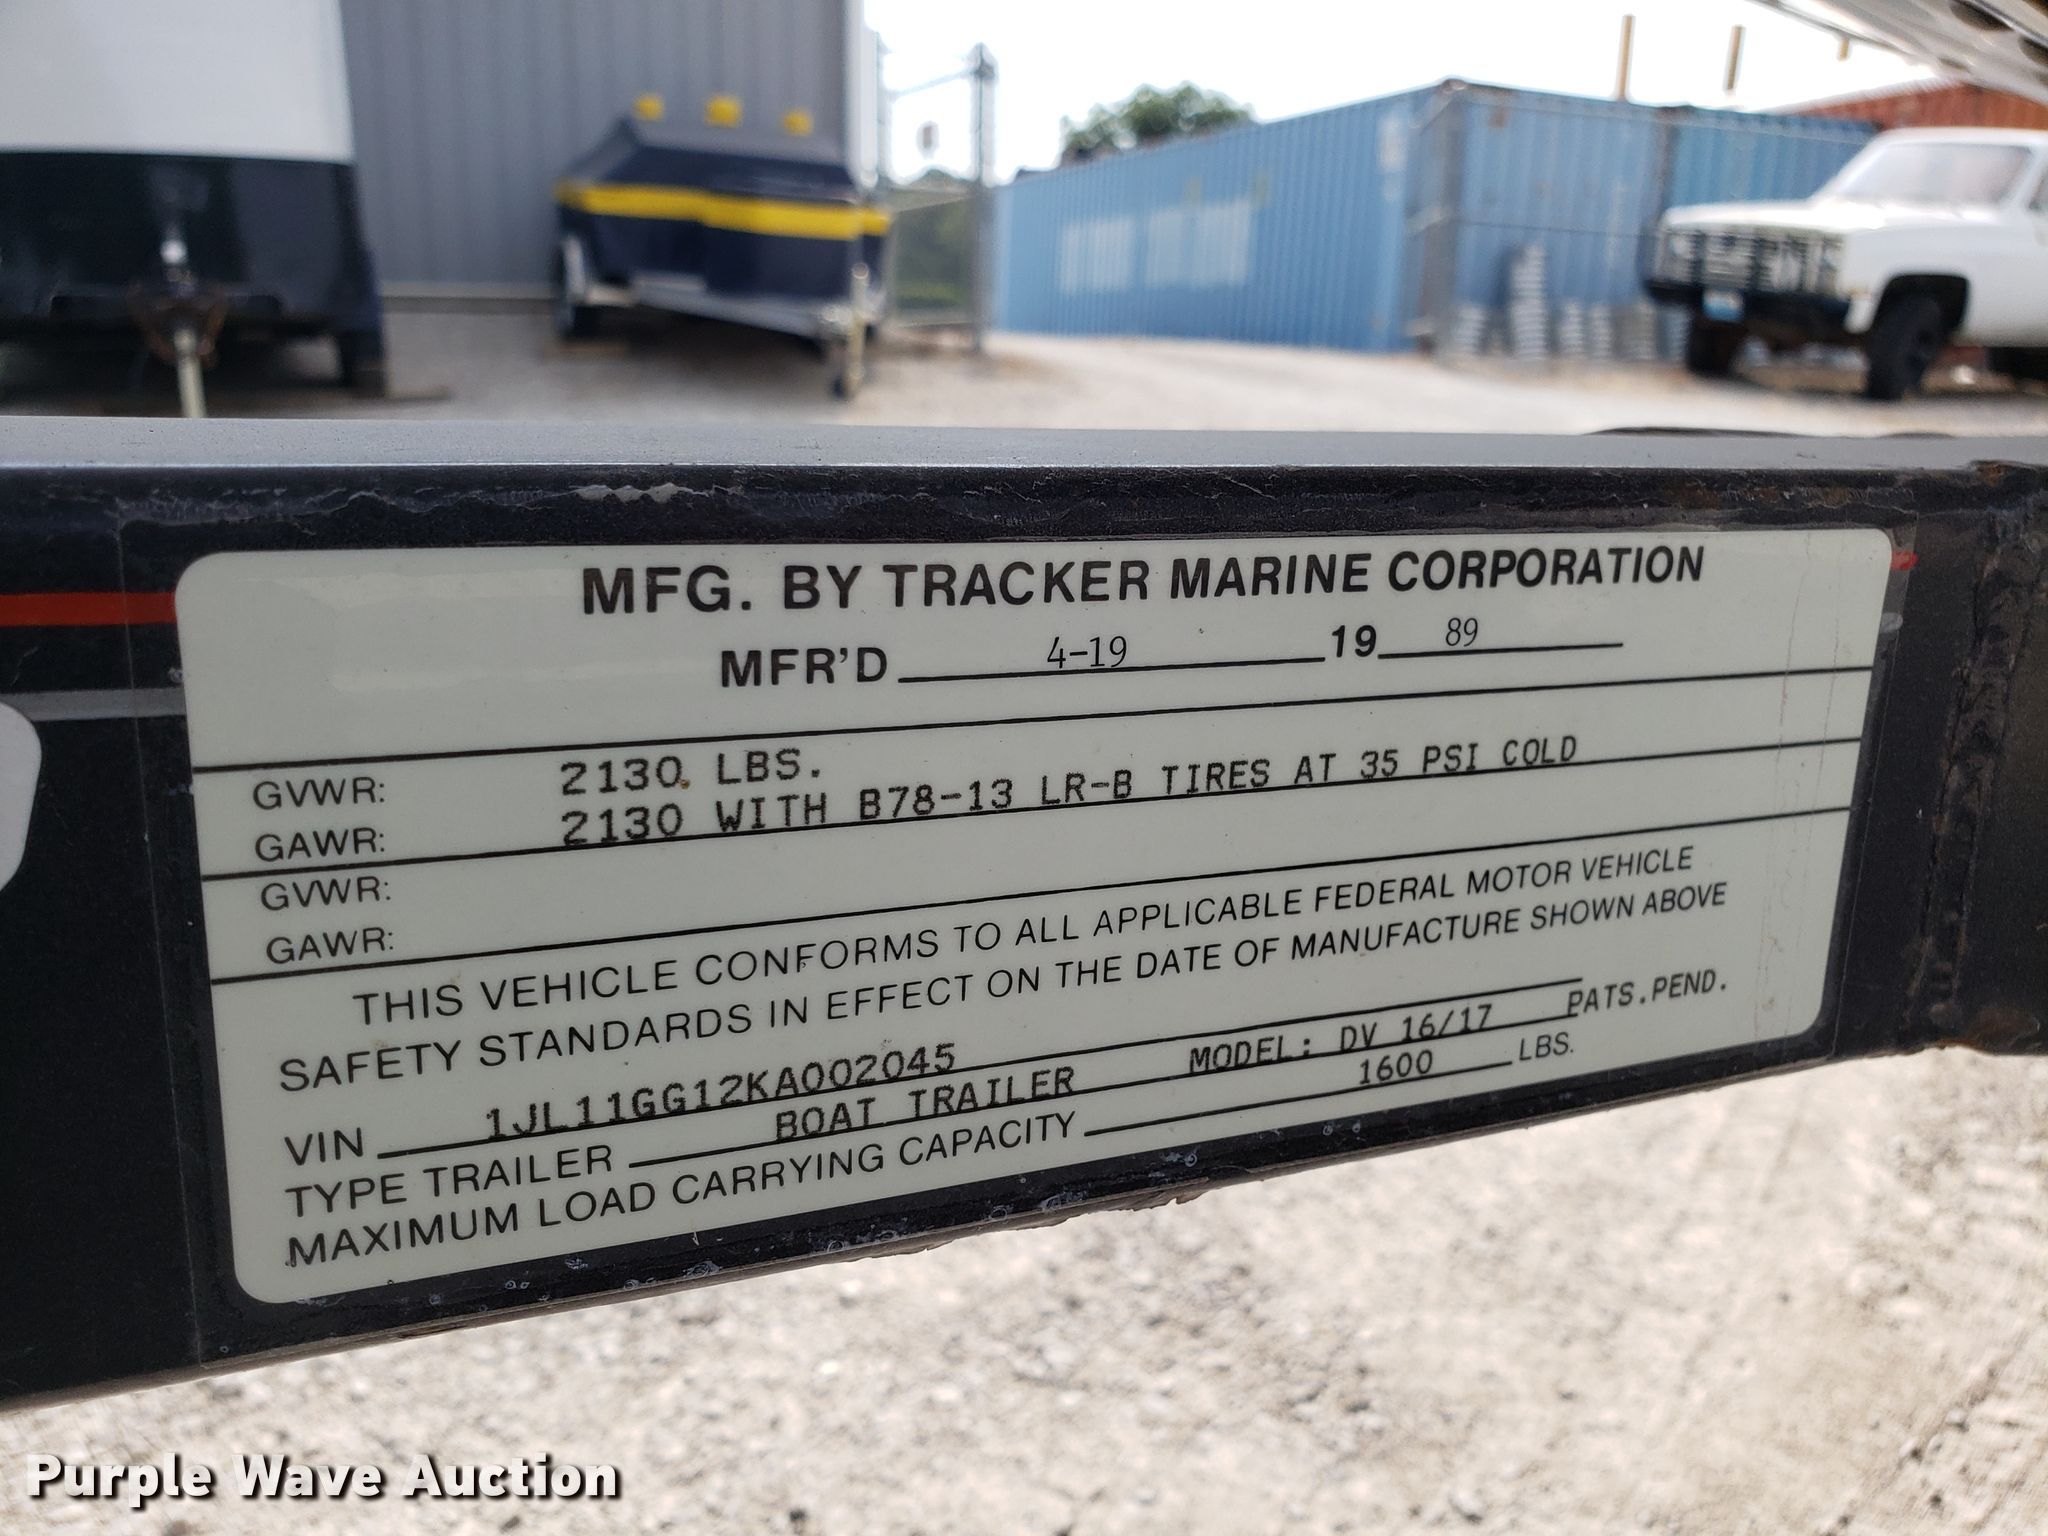 MFG. BY TRACKER MARINE CORPORATION
MFR'D 4-19 19 89
GVWR: 2130 LBS.
GAWR: 2130 WITH B78-13 LR-B TIRES AT 35 PSI COLD
GVWR:
GAWR:
THIS VEHICLE CONFORMS TO ALL APPLICABLE FEDERAL MOTOR VEHICLE
SAFETY STANDARDS IN EFFECT ON THE DATE OF MANUFACTURE SHOWN ABOVE
VIN 1JL11GG12KA002045 MODEL: DV 16/17 PATS.PEND.
TYPE TRAILER BOAT TRAILER
MAXIMUM LOAD CARRYING CAPACITY 1600 LBS.
Purple Wave Auction